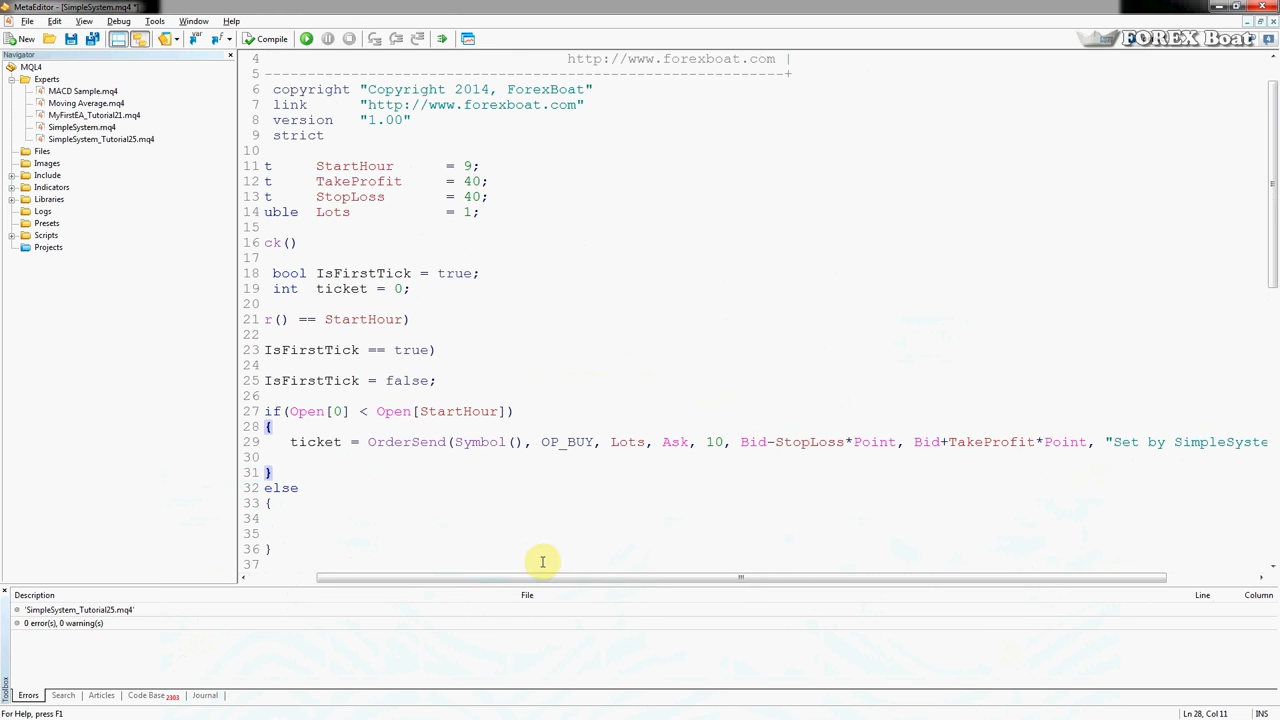 MetaEditor - [SimpleSystem.mq4 *]
File Edit View Debug Tools Window Help
New Compile FOREX Boat
Navigator
MQL4
Experts
MACD Sample.mq4
Moving Average.mq4
MyFirstEA_Tutorial21.mq4
SimpleSystem.mq4
SimpleSystem_Tutorial25.mq4
Files
Images
Include
Indicators
Libraries
Logs
Presets
Scripts
Projects
4 http://www.forexboat.com |
5 ------------------------------------------------------------+
6 copyright "Copyright 2014, ForexBoat"
7 link "http://www.forexboat.com"
8 version "1.00"
9 strict
10
11 t StartHour = 9;
12 t TakeProfit = 40;
13 t StopLoss = 40;
14 uble Lots = 1;
15
16 ck()
17
18 bool IsFirstTick = true;
19 int ticket = 0;
20
21 r() == StartHour)
22
23 IsFirstTick == true)
24
25 IsFirstTick = false;
26
27 if(Open[0] < Open[StartHour])
28 {
29 ticket = OrderSend(Symbol(), OP_BUY, Lots, Ask, 10, Bid-StopLoss*Point, Bid+TakeProfit*Point, "Set by SimpleSyste
30
31 }
32 else
33 {
34
35
36 }
37
Description File Line Column
'SimpleSystem_Tutorial25.mq4'
0 error(s), 0 warning(s)
Toolbox
Errors Search Articles Code Base 2303 Journal
For Help, press F1 Ln 28, Col 11 INS